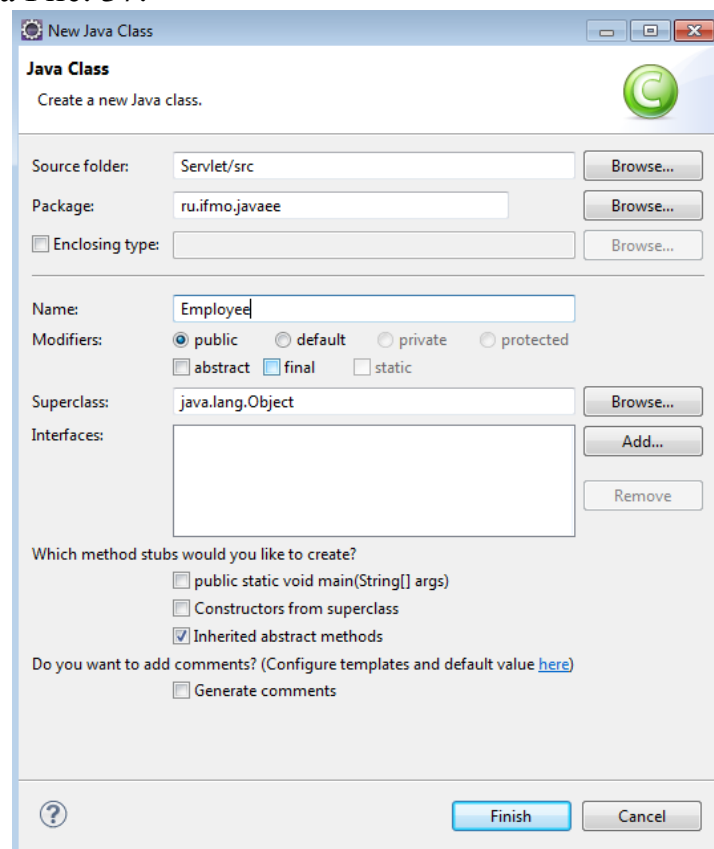 New Java Class
Java Class
Create a new Java class.
C
Source folder: Servlet/src Browse...
Package: ru.ifmo.javaee Browse...
Enclosing type: Browse...
Name: Employee
Modifiers: public default private protected
abstract final static
Superclass: java.lang.Object Browse...
Interfaces: Add...
Remove
Which method stubs would you like to create?
public static void main(String[] args)
Constructors from superclass
Inherited abstract methods
Do you want to add comments? (Configure templates and default value here)
Generate comments
? Finish Cancel